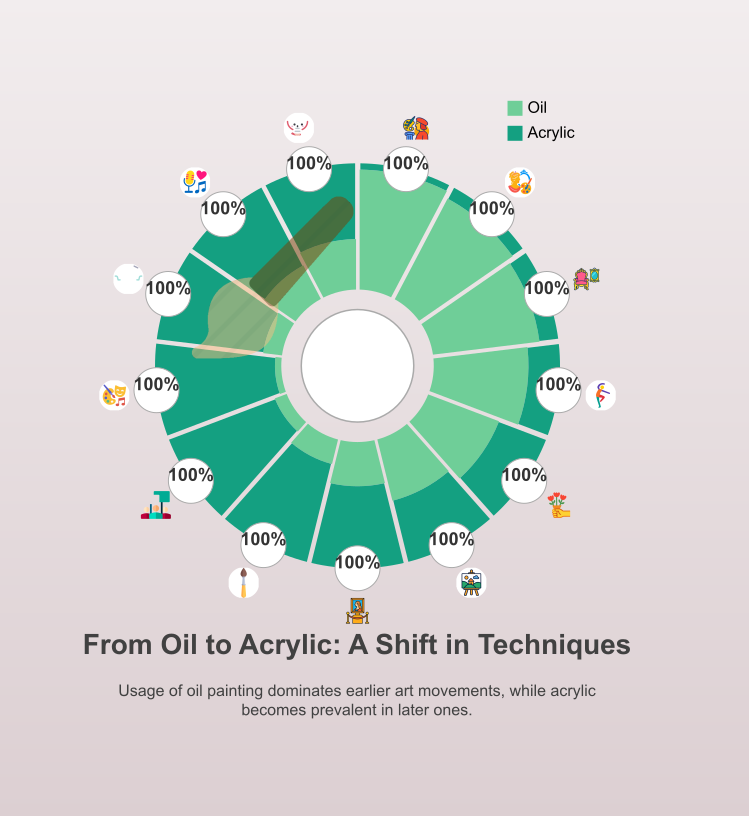 Oil
Acrylic
100%
100%
100%
100%
100%
100%
100%
100%
100%
100%
100%
100%
100%
From Oil to Acrylic: A Shift in Techniques
Usage of oil painting dominates earlier art movements, while acrylic
becomes prevalent in later ones.